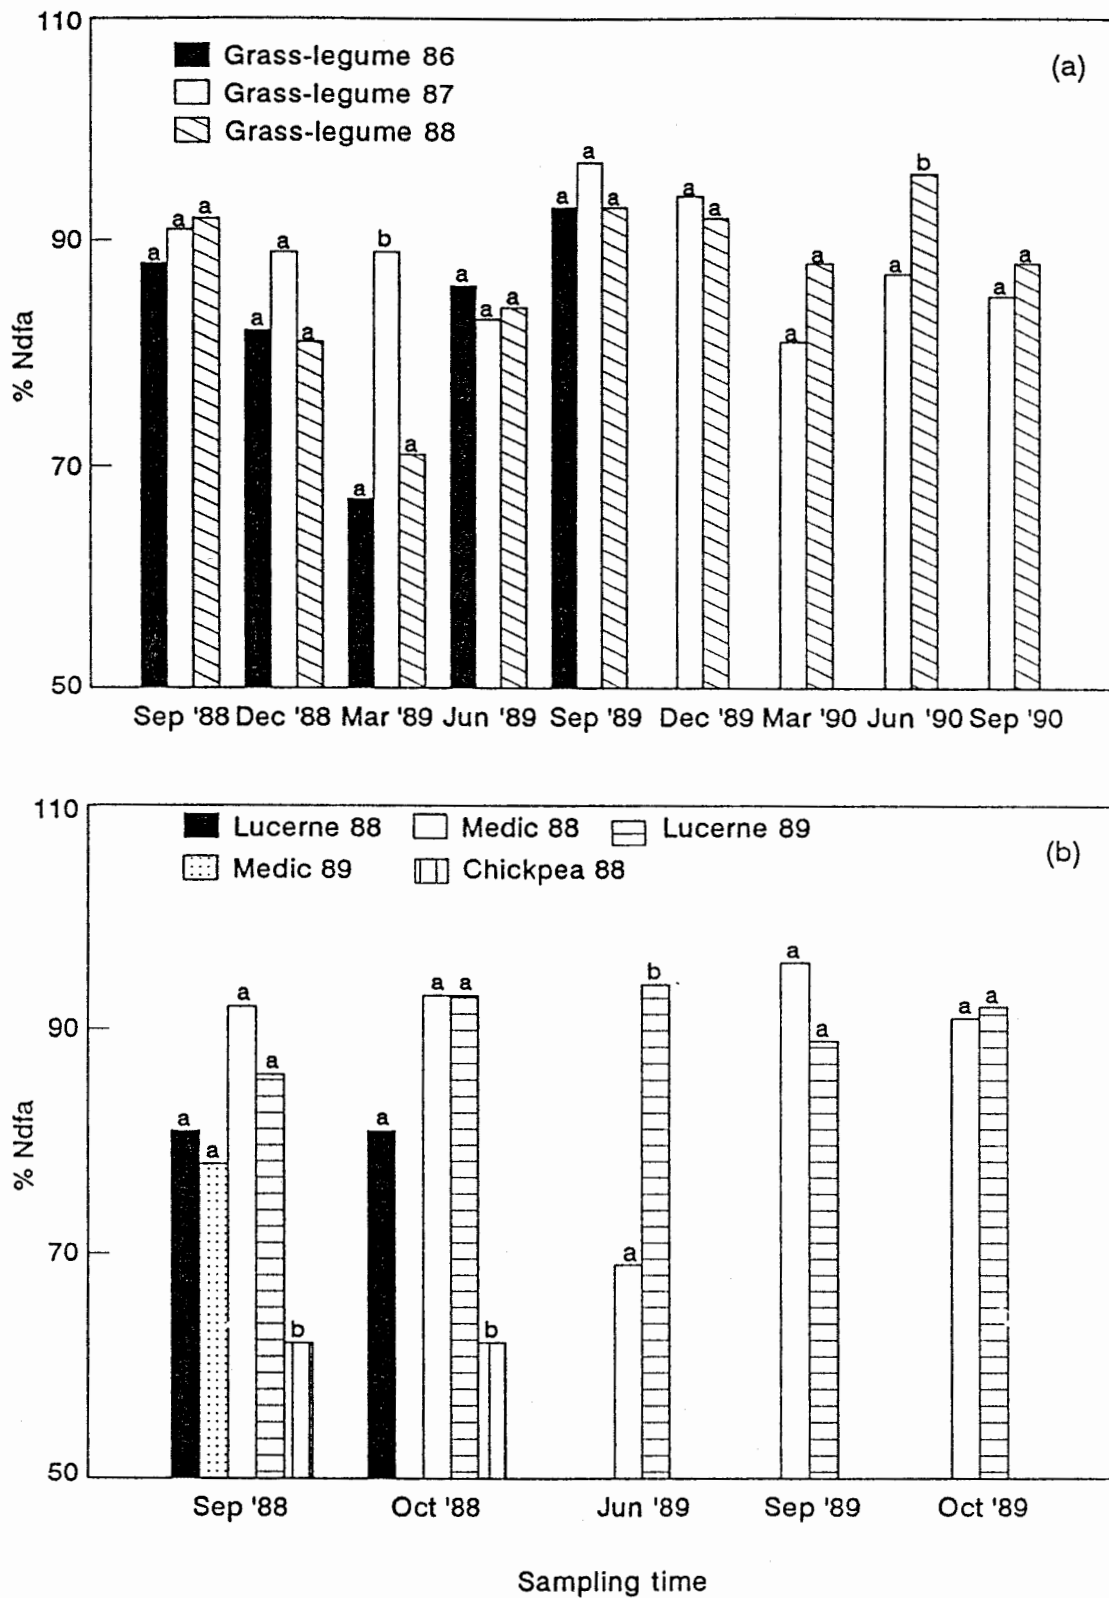 110
Grass-legume 86
(a)
Grass-legume 87
Grass-legume 88
a a a a a a b a a a a a a a a a a a a a b a a
90
70
50
% Ndfa
Sep '88 Dec '88 Mar '89 Jun '89 Sep '89 Dec '89 Mar '90 Jun '90 Sep '90
110
Lucerne 88 Medic 88 Lucerne 89
(b)
Medic 89 Chickpea 88
a a a a b a a a b a b a a a a
90
70
50
% Ndfa
Sep '88 Oct '88 Jun '89 Sep '89 Oct '89
Sampling time